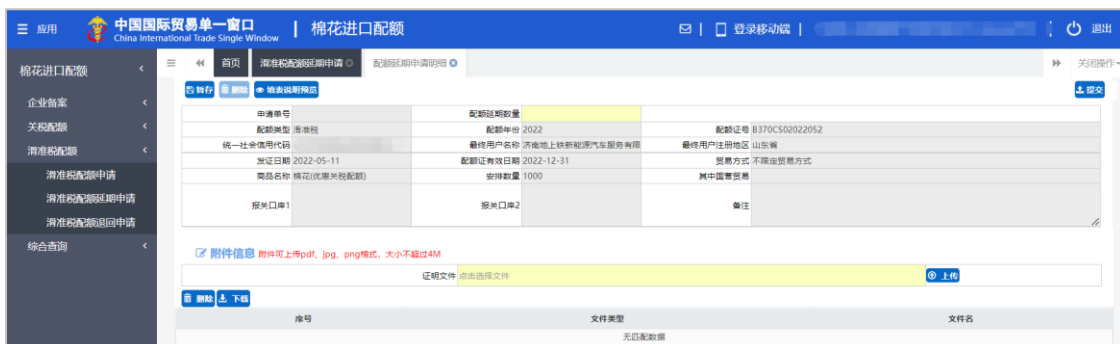 应用 中国国际贸易单一窗口 棉花进口配额 登录移动端 退出
China International Trade Single Window
棉花进口配额 首页 滑准税配额延期申请 配额延期申请明细 关闭操作
暂存 删除 填表说明预览 提交
企业备案
关税配额
滑准税配额
滑准税配额申请
滑准税配额延期申请
滑准税配额退回申请
综合查询
申请单号 配额延期数量
配额类型 滑准税 配额年份 2022 配额证号 B370CS02022052
统一社会信用代码 最终用户名称 济南地上铁新能源汽车服务有限 最终用户注册地区 山东省
发证日期 2022-05-11 配额证有效日期 2022-12-31 贸易方式 不限定贸易方式
商品名称 棉花(优惠关税配额) 安排数量 1000 其中国营贸易
报关口岸1 报关口岸2 备注
附件信息 附件可上传pdf、jpg、png格式，大小不超过4M
证明文件 点击选择文件 上传
删除 下载
序号 文件类型 文件名
无匹配数据